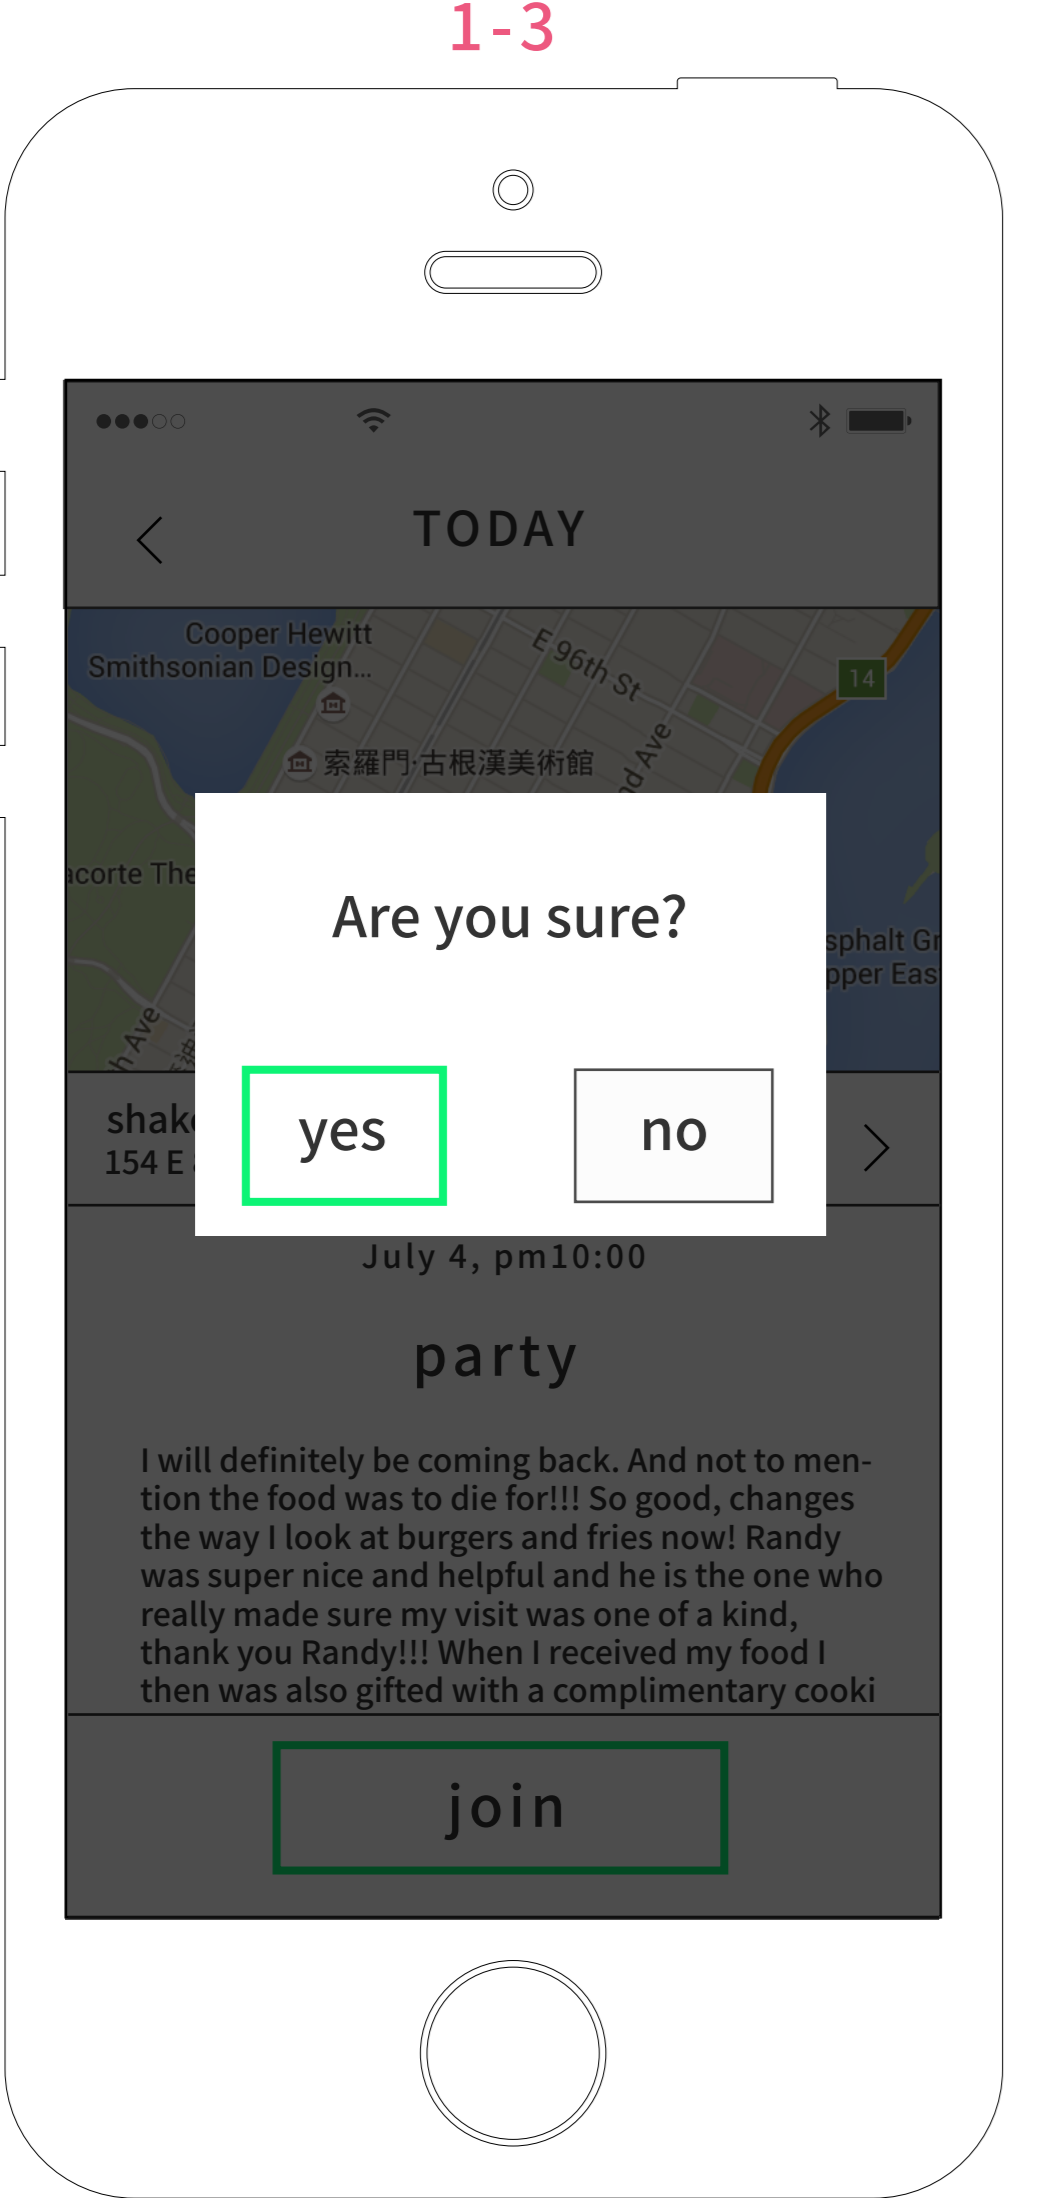 1-3
TODAY
Cooper Hewitt
Smithsonian Design...
E 96th St
14
索羅門·古根漢美術館
nd Ave
acorte The
Are you sure?
sphalt Gr
pper Eas
h Ave
yes
no
shak
154 E
July 4, pm10:00
party
I will definitely be coming back. And not to men-
tion the food was to die for!!! So good, changes
the way I look at burgers and fries now! Randy
was super nice and helpful and he is the one who
really made sure my visit was one of a kind,
thank you Randy!!! When I received my food I
then was also gifted with a complimentary cooki
join